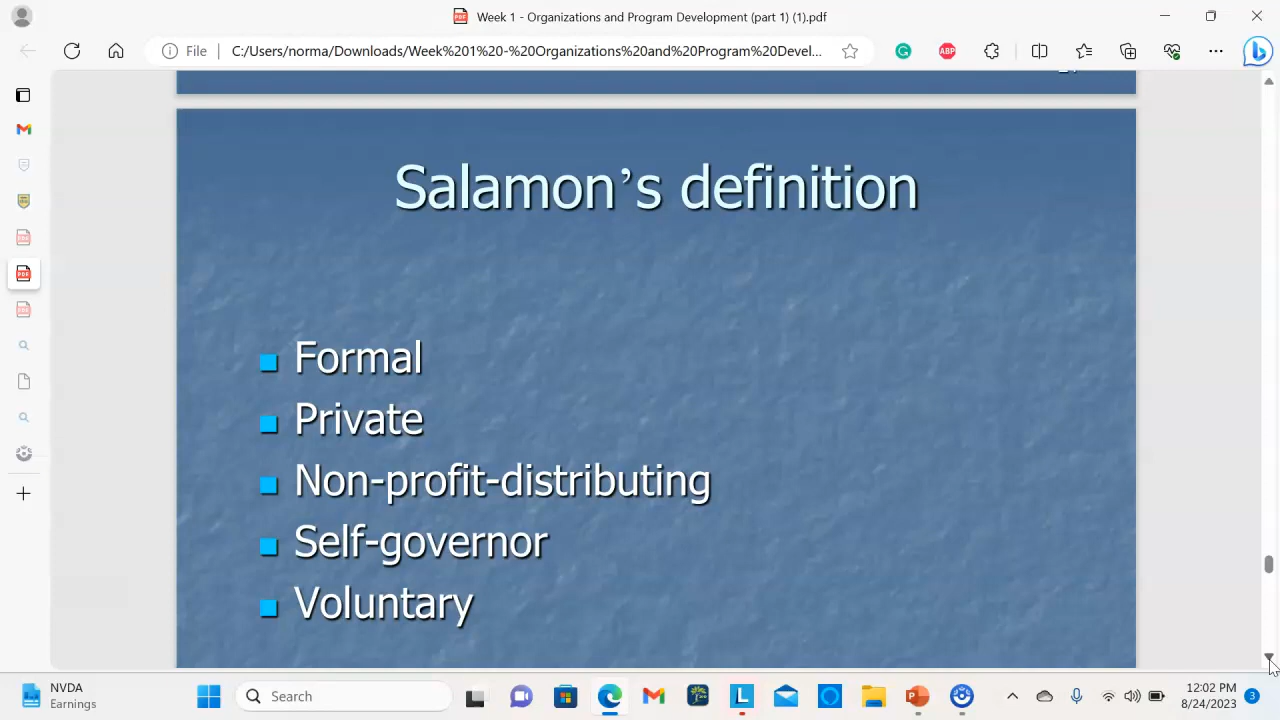 Week 1 - Organizations and Program Development (part 1) (1).pdf
File
C:/Users/norma/Downloads/Week%201%20-%20Organizations%20and%20Program%20Devel...
ABP
Salamon’s definition
Formal
Private
Non-profit-distributing
Self-governor
Voluntary
NVDA
Earnings
Search
12:02 PM
8/24/2023
3